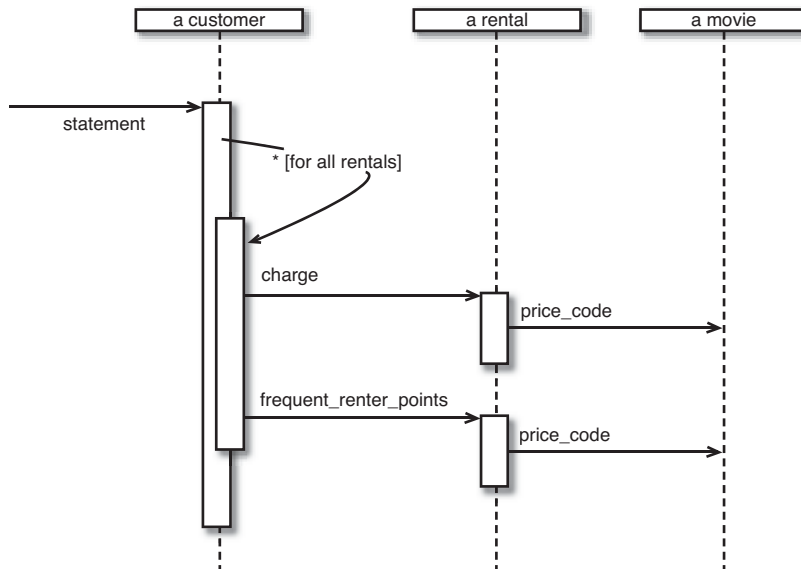 a customer
a rental
a movie
statement
* [for all rentals]
charge
price_code
frequent_renter_points
price_code